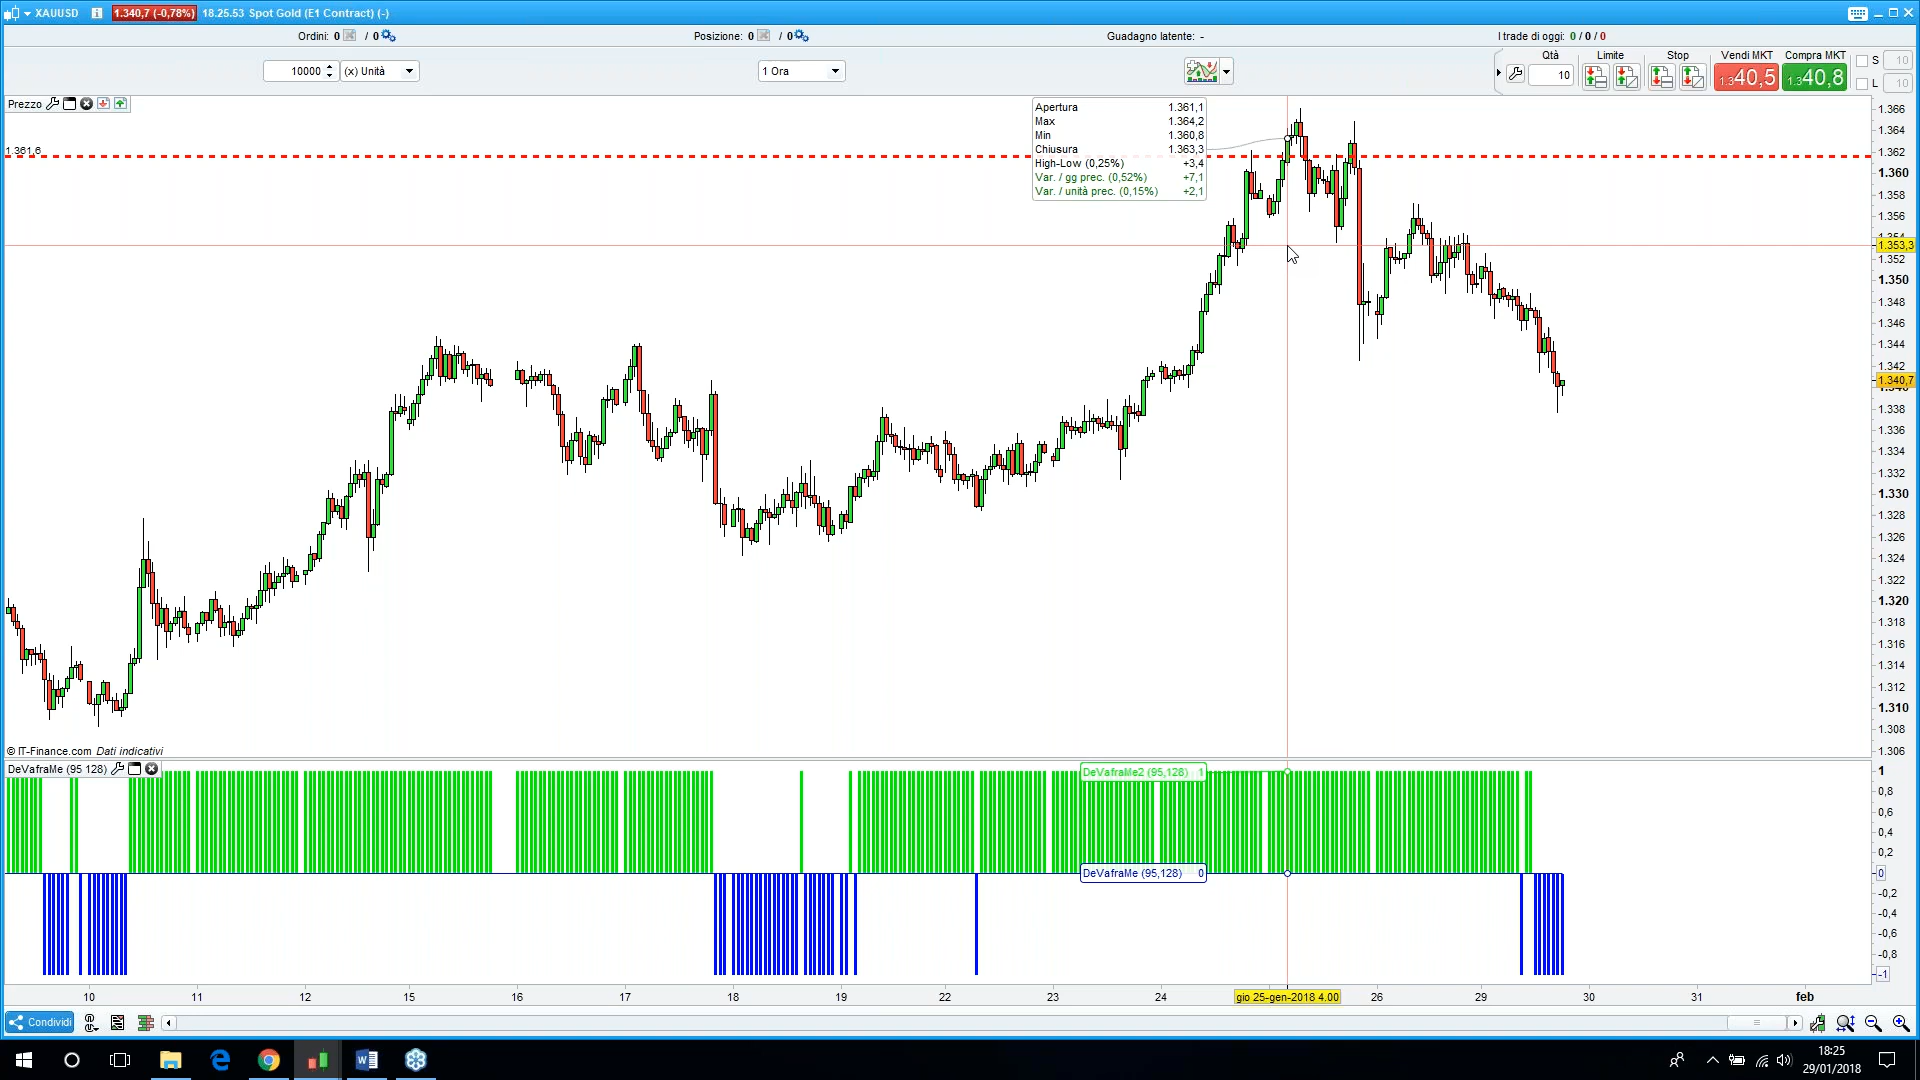 XAUUSD 1.340,7 (-0,78%) 18.25.53 Spot Gold (E1 Contract) (-)
Ordini: 0 / 0 Posizione: 0 / 0 Guadagno latente: - I trade di oggi: 0 / 0 / 0
10000 (x) Unità 1 Ora
Qtà Limite Stop Vendi MKT Compra MKT S 10
10 1.340,5 1.340,8 L 10
Prezzo
1.361,6
Apertura 1.361,1
Max 1.364,2
Min 1.360,8
Chiusura 1.363,3
High-Low (0,25%) +3,4
Var. / gg prec. (0,52%) +7,1
Var. / unità prec. (0,15%) +2,1
1.366
1.364
1.362
1.360
1.358
1.356
1.354
1.353,3
1.352
1.350
1.348
1.346
1.344
1.342
1.340,7
1.338
1.336
1.334
1.332
1.330
1.328
1.326
1.324
1.322
1.320
1.318
1.316
1.314
1.312
1.310
1.308
1.306
© IT-Finance.com Dati indicativi
DeVafraMe (95 128)
DeVafraMe2 (95,128) 1
DeVafraMe (95,128) 0
1
0,8
0,6
0,4
0,2
0
-0,2
-0,4
-0,6
-0,8
-1
10 11 12 15 16 17 18 19 22 23 24 gio 25-gen-2018 4.00 26 29 30 31 feb
Condividi
18:25
29/01/2018